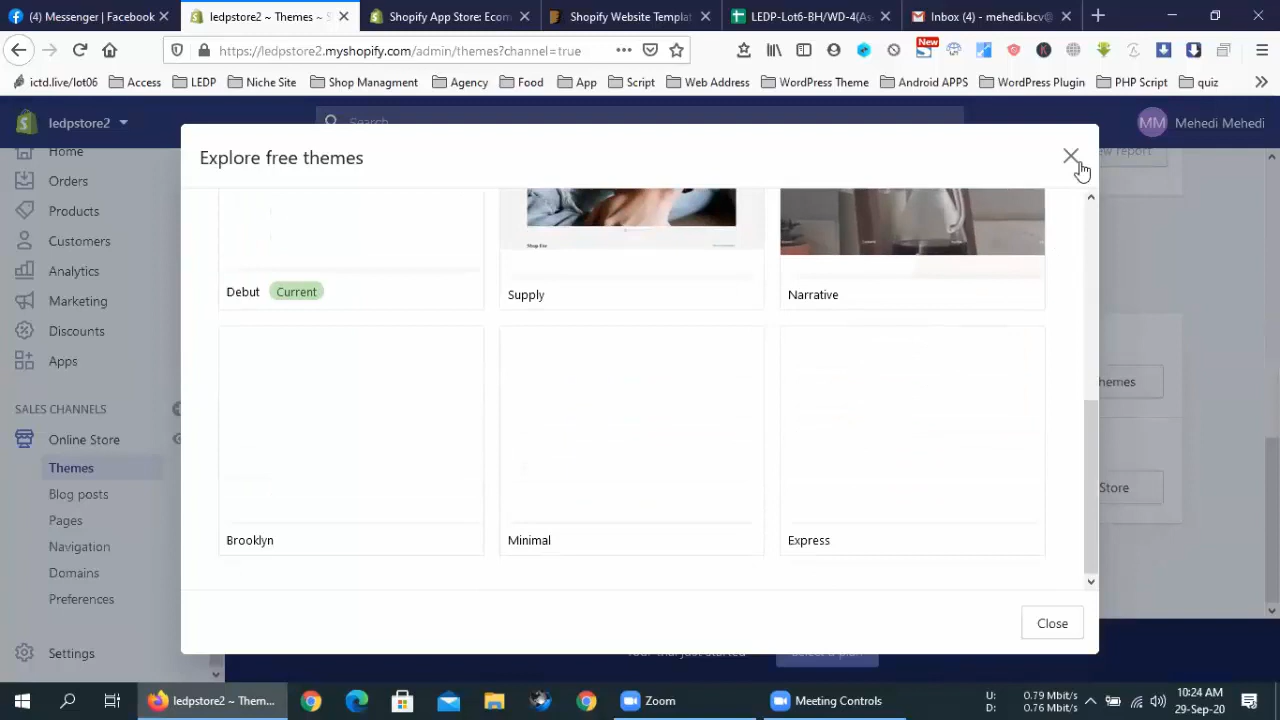 (4) Messenger | Facebook
ledpstore2 ~ Themes ~ S
Shopify App Store: Ecom
Shopify Website Templat
LEDP-Lot6-BH/WD-4(As
Inbox (4) - mehedi.bcv@
https://ledpstore2.myshopify.com/admin/themes?channel=true
New
ictd.live/lot06
Access
LEDP
Niche Site
Shop Managment
Agency
Food
App
Script
Web Address
WordPress Theme
Android APPS
WordPress Plugin
PHP Script
quiz
ledpstore2
Search
MM
Mehedi Mehedi
Home
Orders
Products
Customers
Analytics
Marketing
Discounts
Apps
SALES CHANNELS
Online Store
Themes
Blog posts
Pages
Navigation
Domains
Preferences
Settings
Explore free themes
Debut
Current
Supply
Narrative
Brooklyn
Minimal
Express
Close
ew report
hemes
Store
ledpstore2 ~ Them...
Zoom
Meeting Controls
U: 0.79 Mbit/s
D: 0.76 Mbit/s
10:24 AM
29-Sep-20